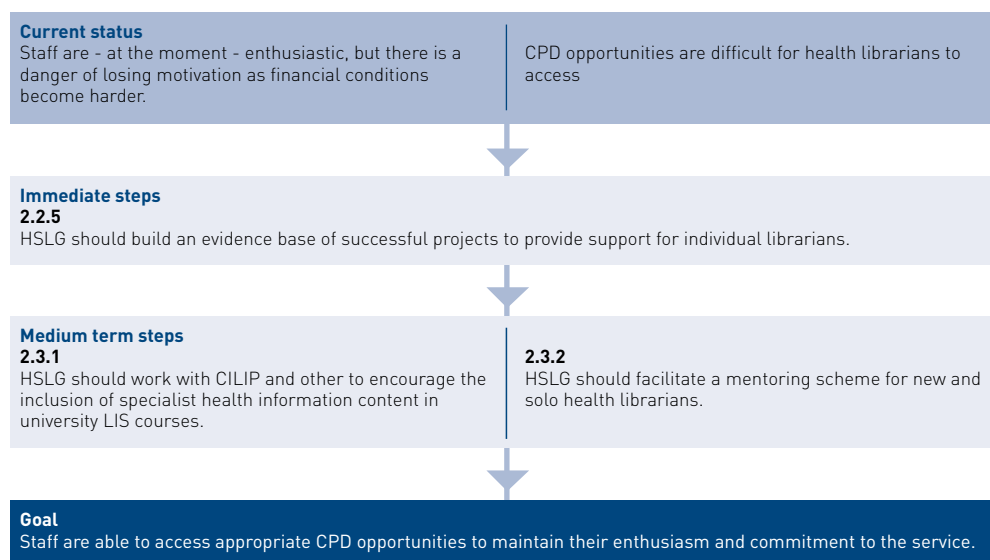 Current status
Staff are - at the moment - enthusiastic, but there is a
danger of losing motivation as financial conditions
become harder.
CPD opportunities are difficult for health librarians to
access
Immediate steps
2.2.5
HSLG should build an evidence base of successful projects to provide support for individual librarians.
Medium term steps
2.3.1
HSLG should work with CILIP and other to encourage the
inclusion of specialist health information content in
university LIS courses.
2.3.2
HSLG should facilitate a mentoring scheme for new and
solo health librarians.
Goal
Staff are able to access appropriate CPD opportunities to maintain their enthusiasm and commitment to the service.